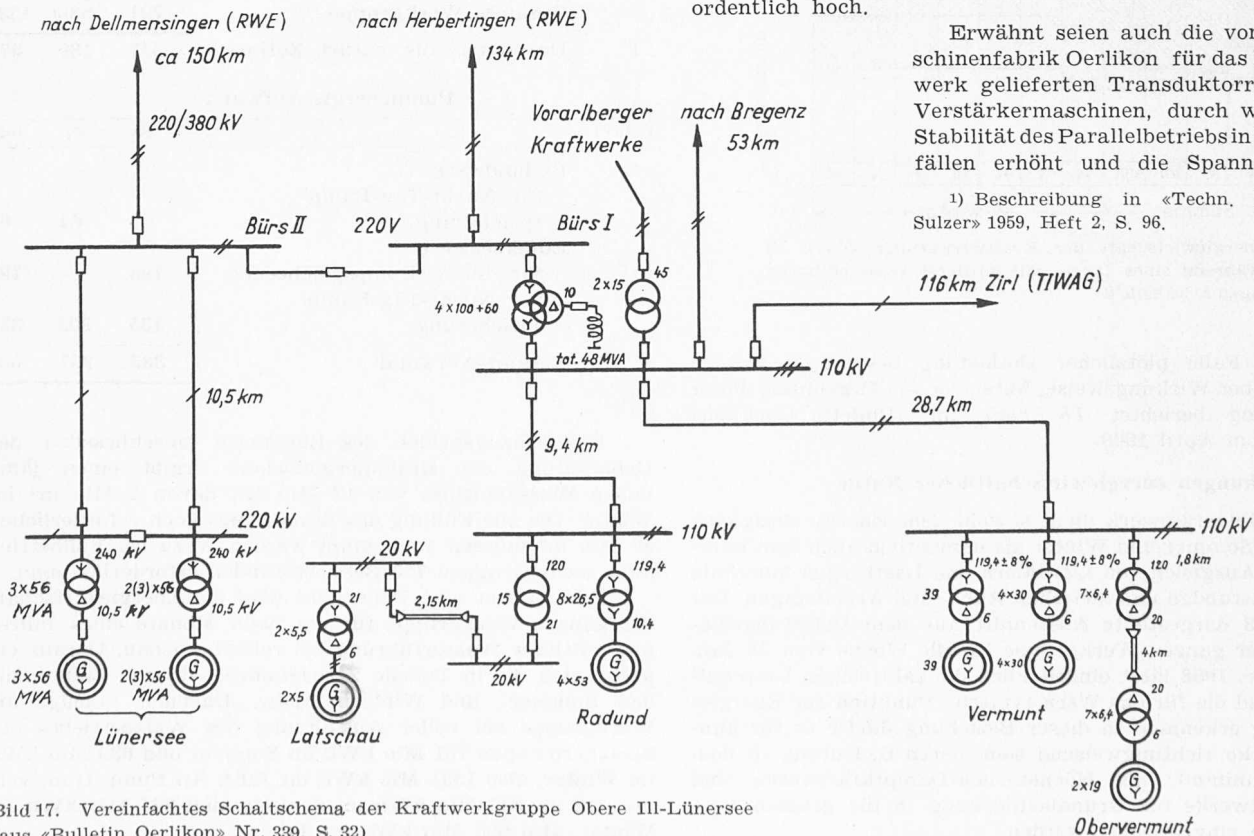 nach Dellmensingen (RWE)
nach Herbertingen (RWE)
ca 150 km
134 km
220/380 kV
Vorarlberger
Kraftwerke
nach Bregenz
53 km
ordentlich hoch.
Erwähnt seien auch die vor
schinenfabrik Oerlikon für das
werk gelieferten Transduktorr
Verstärkermaschinen, durch w
Stabilität des Parallelbetriebs in
fällen erhöht und die Spann
1) Beschreibung in «Techn.
Sulzer» 1959, Heft 2, S. 96.
Bürs II
220V
Bürs I
45
2×15
4×100+60
10
tot. 48 MVA
116 km Zirl (TIWAG)
110 kV
10,5 km
9,4 km
28,7 km
220 kV
240 kV
240 kV
3×56
MVA
2(3)×56
10,5 kV
10,5 kV
G
3×56
MVA
G
2(3)×56
MVA
Lünersee
20 kV
21
2×5,5
6
G
2×5
Latschau
2,15 km
20 kV
110 kV
120
15
21
119,4
8×26,5
10,4
G
4×53
Rodund
110 kV
119,4 ± 8%
39
G
39
119,4 ± 8%
4×30
6
G
4×30
Vermunt
120
1,8 km
7×6,4
20
4 km
20
7×6,4
6
G
2×19
Obervermunt
Bild 17. Vereinfachtes Schaltschema der Kraftwerkgruppe Obere Ill-Lünersee
aus «Bulletin Oerlikon» Nr. 339, S. 32)